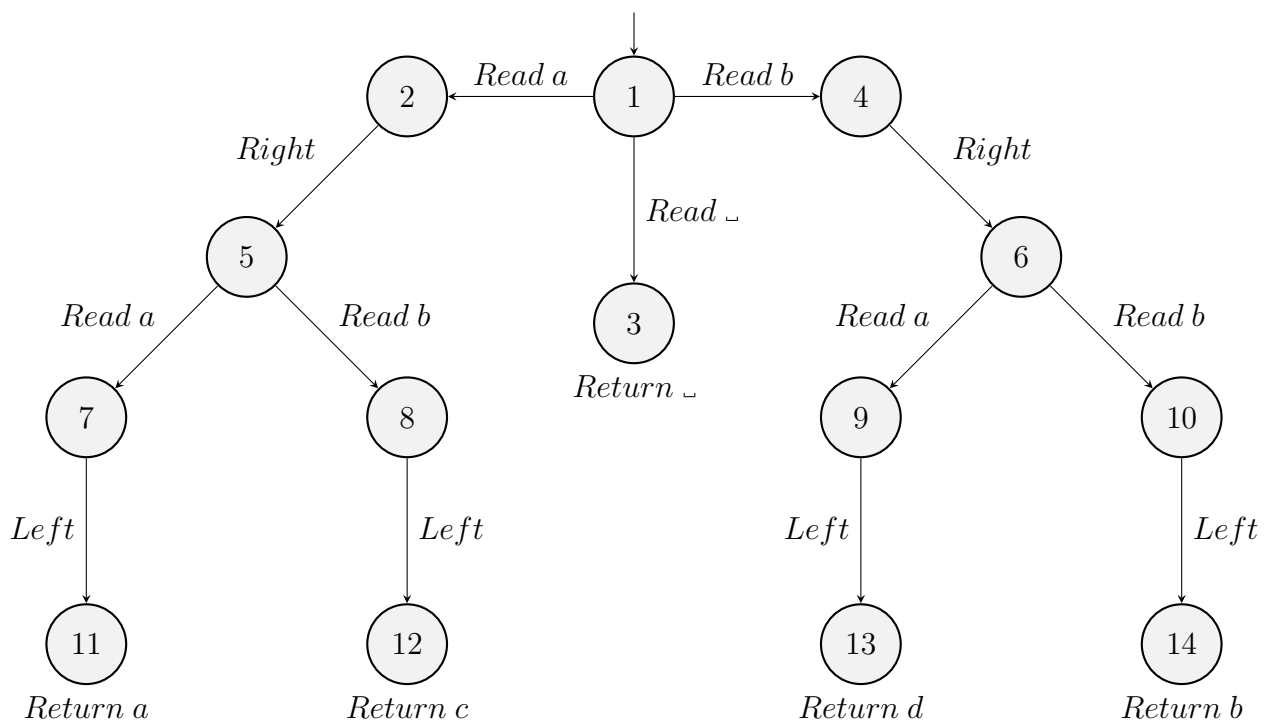 Read a
Read b
2
1
4
Right
Right
Read ␣
5
6
Read a
Read b
3
Read a
Read b
Return ␣
7
8
9
10
Left
Left
Left
Left
11
12
13
14
Return a
Return c
Return d
Return b